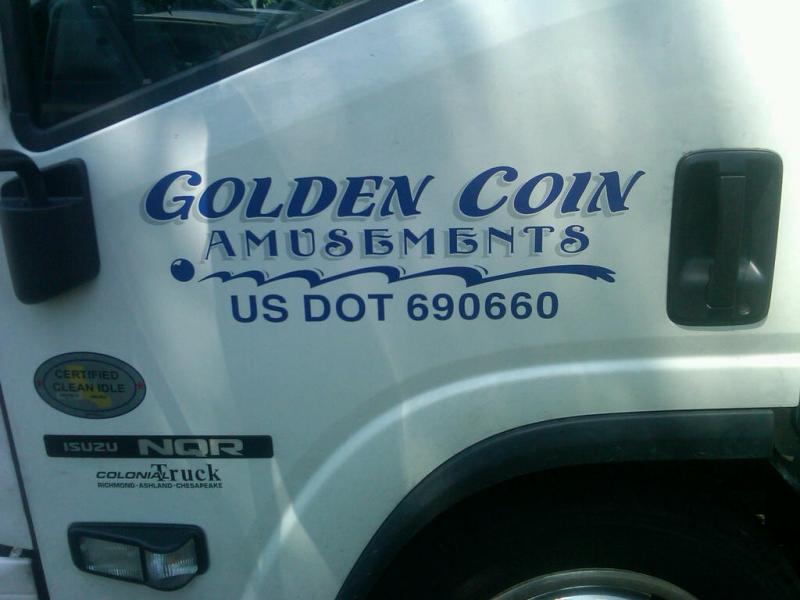 GOLDEN COIN
AMUSEMENTS
US DOT 690660
CERTIFIED
CLEAN IDLE
ISUZU NQR
COLONIAL Truck
RICHMOND-ASHLAND-CHESAPEAKE